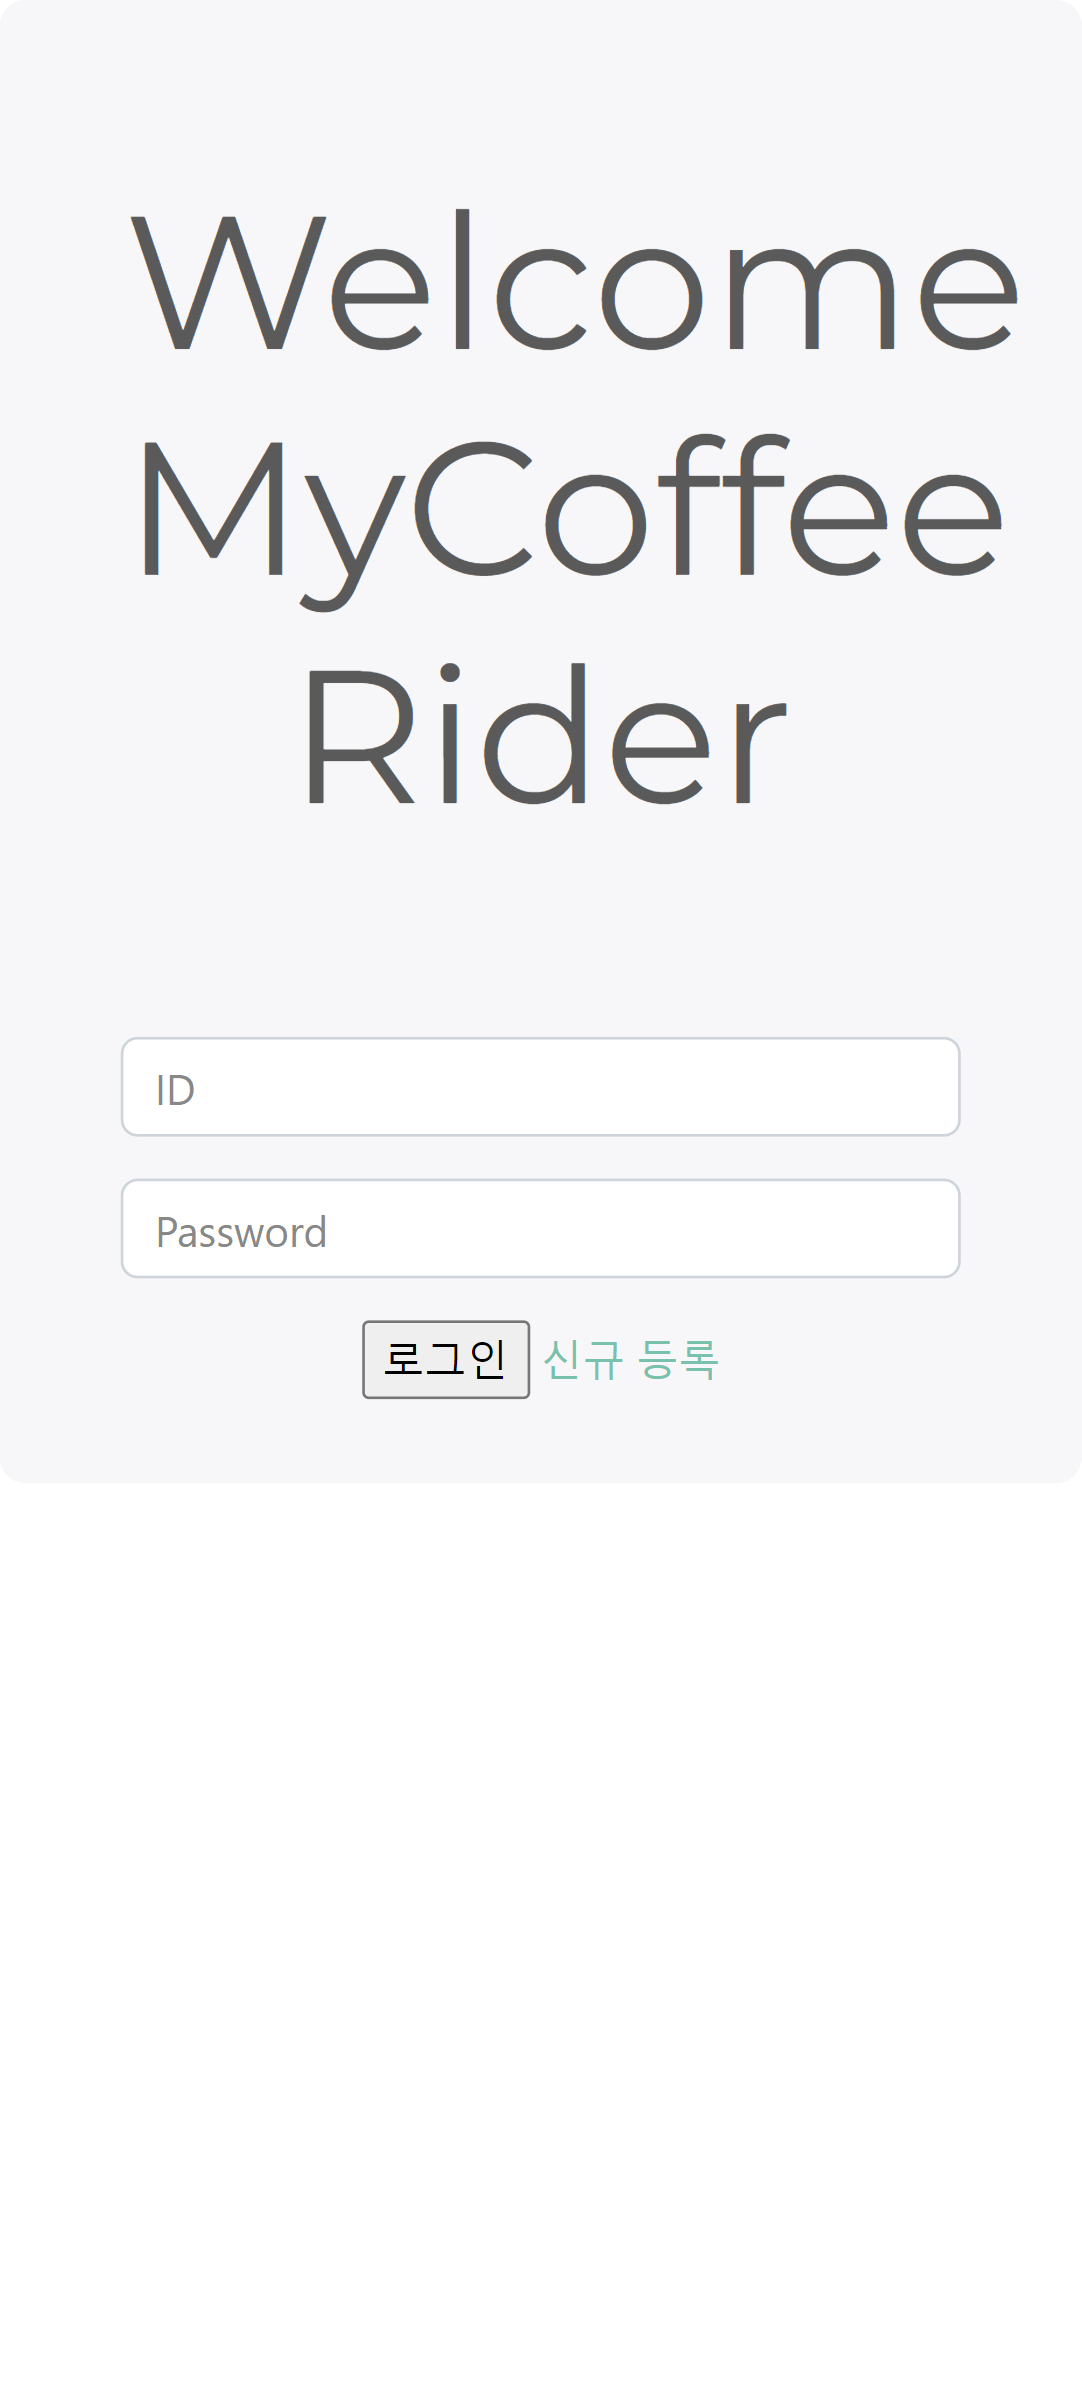 Welcome
MyCoffee
Rider
ID
Password
로그인 신규 등록